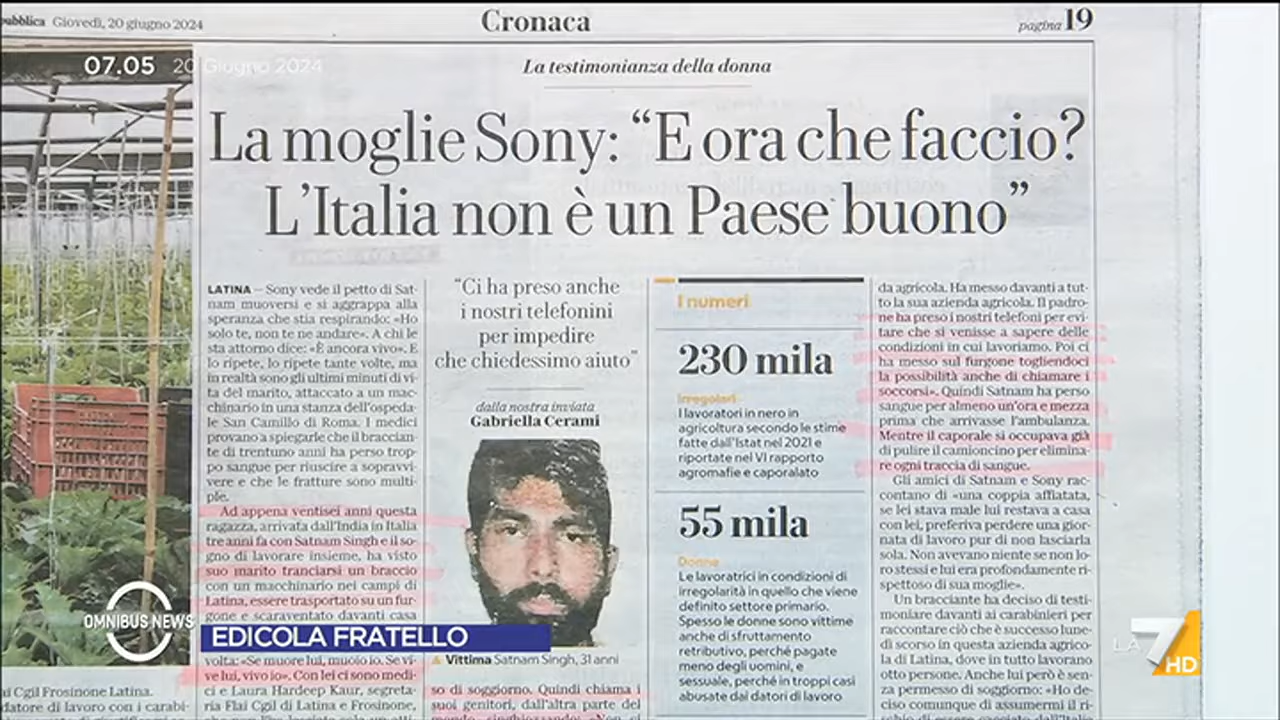 Giovedì, 20 giugno 2024
Cronaca
pagina 19
07.05 20 Giugno 2024
La testimonianza della donna
La moglie Sony: “E ora che faccio?
L’Italia non è un Paese buono”
LATINA — Sony vede il petto di Sat-
nam muoversi e si aggrappa alla
speranza che stia respirando: «Ho
solo te, non te ne andare». A chi le
sta attorno dice: «È ancora vivo». E
lo ripete, lo ripete tante volte, ma
in realtà sono gli ultimi minuti di vi-
ta del marito, attaccato a un mac-
chinario in una stanza dell’ospeda-
le San Camillo di Roma. I medici
provano a spiegarle che il braccian-
te di trentuno anni ha perso trop-
po sangue per riuscire a sopravvi-
vere e che le fratture sono multi-
ple.
Ad appena ventisei anni questa
ragazza, arrivata dall’India in Italia
tre anni fa con Satnam Singh e il so-
gno di lavorare insieme, ha visto
suo marito tranciarsi un braccio
con un macchinario nei campi di
Latina, essere trasportato su un fur-
gone e scaraventato davanti casa
volta: «Se muore lui, muoio io. Se vi-
ve lui, vivo io». Con lei ci sono medi-
ci e Laura Hardeep Kaur, segreta-
ria Flai Cgil di Latina e Frosinone,
“Ci ha preso anche
i nostri telefonini
per impedire
che chiedessimo aiuto”
dalla nostra inviata
Gabriella Cerami
Vittima Satnam Singh, 31 anni
so di soggiorno. Quindi chiama i
suoi genitori, dall’altra parte del
I numeri
230 mila
Irregolari
I lavoratori in nero in
agricoltura secondo le stime
fatte dall’Istat nel 2021 e
riportate nel VI rapporto
agromafie e caporalato
55 mila
Donne
Le lavoratrici in condizioni di
irregolarità in quello che viene
definito settore primario.
Spesso le donne sono vittime
anche di sfruttamento
retributivo, perché pagate
meno degli uomini, e
sessuale, perché in troppi casi
abusate dai datori di lavoro
da agricola. Ha messo davanti a tut-
to la sua azienda agricola. Il padro-
ne ha preso i nostri telefoni per evi-
tare che si venisse a sapere delle
condizioni in cui lavoriamo. Poi ci
ha messo sul furgone togliendoci
la possibilità anche di chiamare i
soccorsi». Quindi Satnam ha perso
sangue per almeno un’ora e mezza
prima che arrivasse l’ambulanza.
Mentre il caporale si occupava già
di pulire il camioncino per elimina-
re ogni traccia di sangue.
Gli amici di Satnam e Sony rac-
contano di «una coppia affiatata,
se lei stava male lui restava a casa
con lei, preferiva perdere una gior-
nata di lavoro pur di non lasciarla
sola. Non avevano niente se non lo-
ro stessi e lui era profondamente ri-
spettoso di sua moglie».
Un bracciante ha deciso di testi-
moniare davanti ai carabinieri per
raccontare ciò che è successo lune-
dì scorso in questa azienda agrico-
la di Latina, dove in tutto lavorano
otto persone. Anche lui però è sen-
za permesso di soggiorno: «Ho de-
ciso comunque di assumermi il ri-
ai Cgil Frosinone Latina.
datore di lavoro con i carabi-
OMNIBUS NEWS
EDICOLA FRATELLO
LA 7 HD